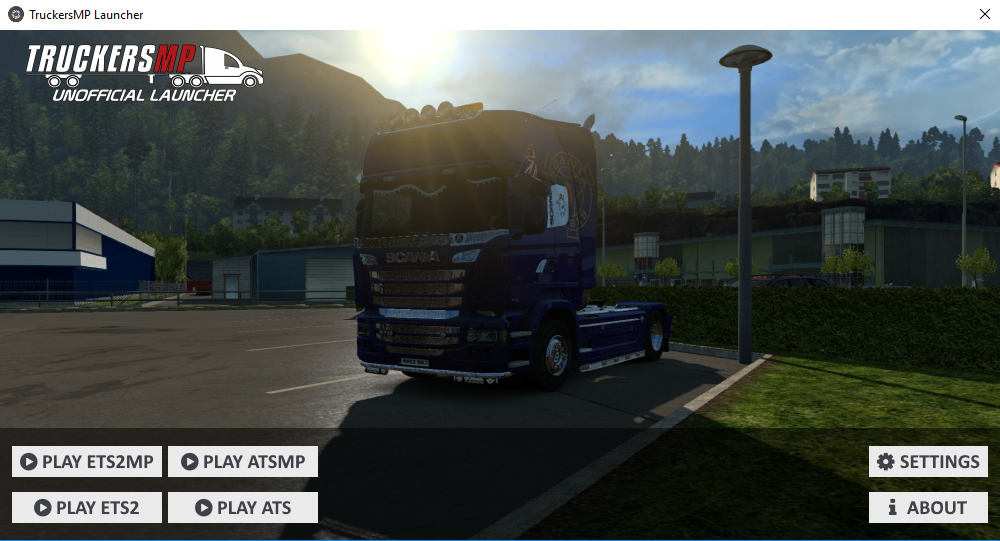 TruckersMP Launcher
TRUCKERSMP
UNOFFICIAL LAUNCHER
SCANIA
PLAY ETS2MP
PLAY ATSMP
SETTINGS
PLAY ETS2
PLAY ATS
ABOUT